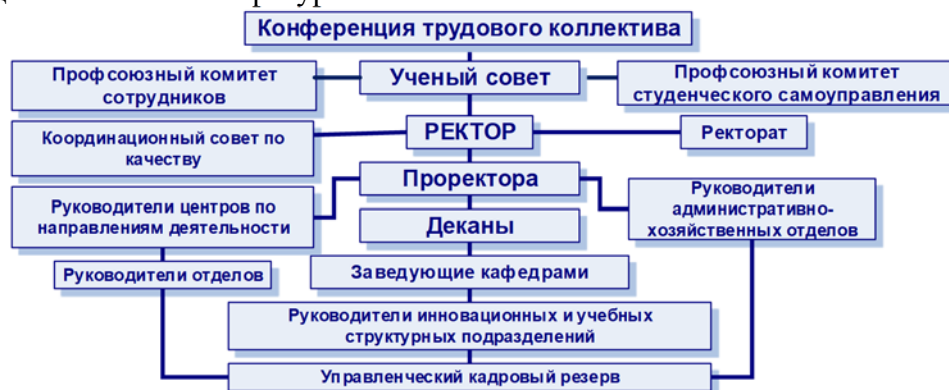 Конференция трудового коллектива
Профсоюзный комитет
сотрудников
Ученый совет
Профсоюзный комитет
студенческого самоуправления
Координационный совет по
качеству
РЕКТОР
Ректорат
Проректора
Руководители центров по
направлениям деятельности
Руководители
административно-
хозяйственных отделов
Деканы
Руководители отделов
Заведующие кафедрами
Руководители инновационных и учебных
структурных подразделений
Управленческий кадровый резерв